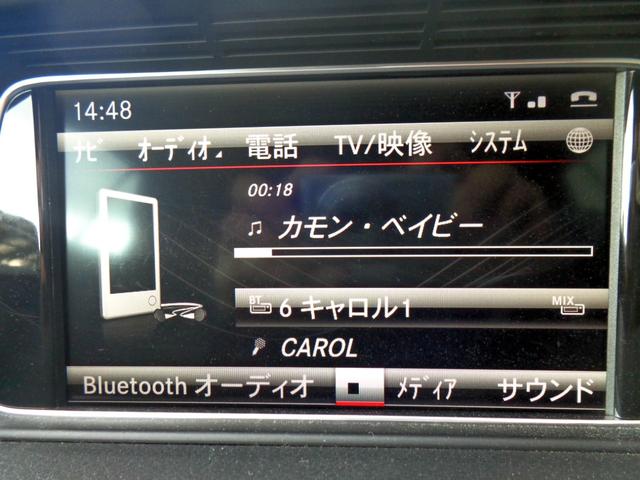 14:48
ナビ オーディオ 電話 TV/映像 システム
00:18
カモン・ベイビー
BT 6 キャロル1 MIX
CAROL
Bluetooth オーディオ メディア サウンド